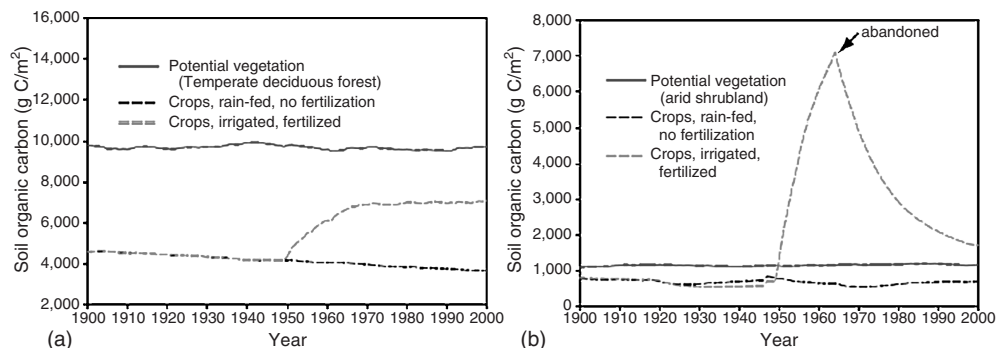 16,000
14,000
12,000
10,000
8,000
6,000
4,000
2,000
Soil organic carbon (g C/m²)
Potential vegetation
(Temperate deciduous forest)
Crops, rain-fed, no fertilization
Crops, irrigated, fertilized
1900 1910 1920 1930 1940 1950 1960 1970 1980 1990 2000
Year
(a)
8,000
7,000
6,000
5,000
4,000
3,000
2,000
1,000
0
Soil organic carbon (g C/m²)
abandoned
Potential vegetation
(arid shrubland)
Crops, rain-fed,
no fertilization
Crops, irrigated,
fertilized
1900 1910 1920 1930 1940 1950 1960 1970 1980 1990 2000
Year
(b)